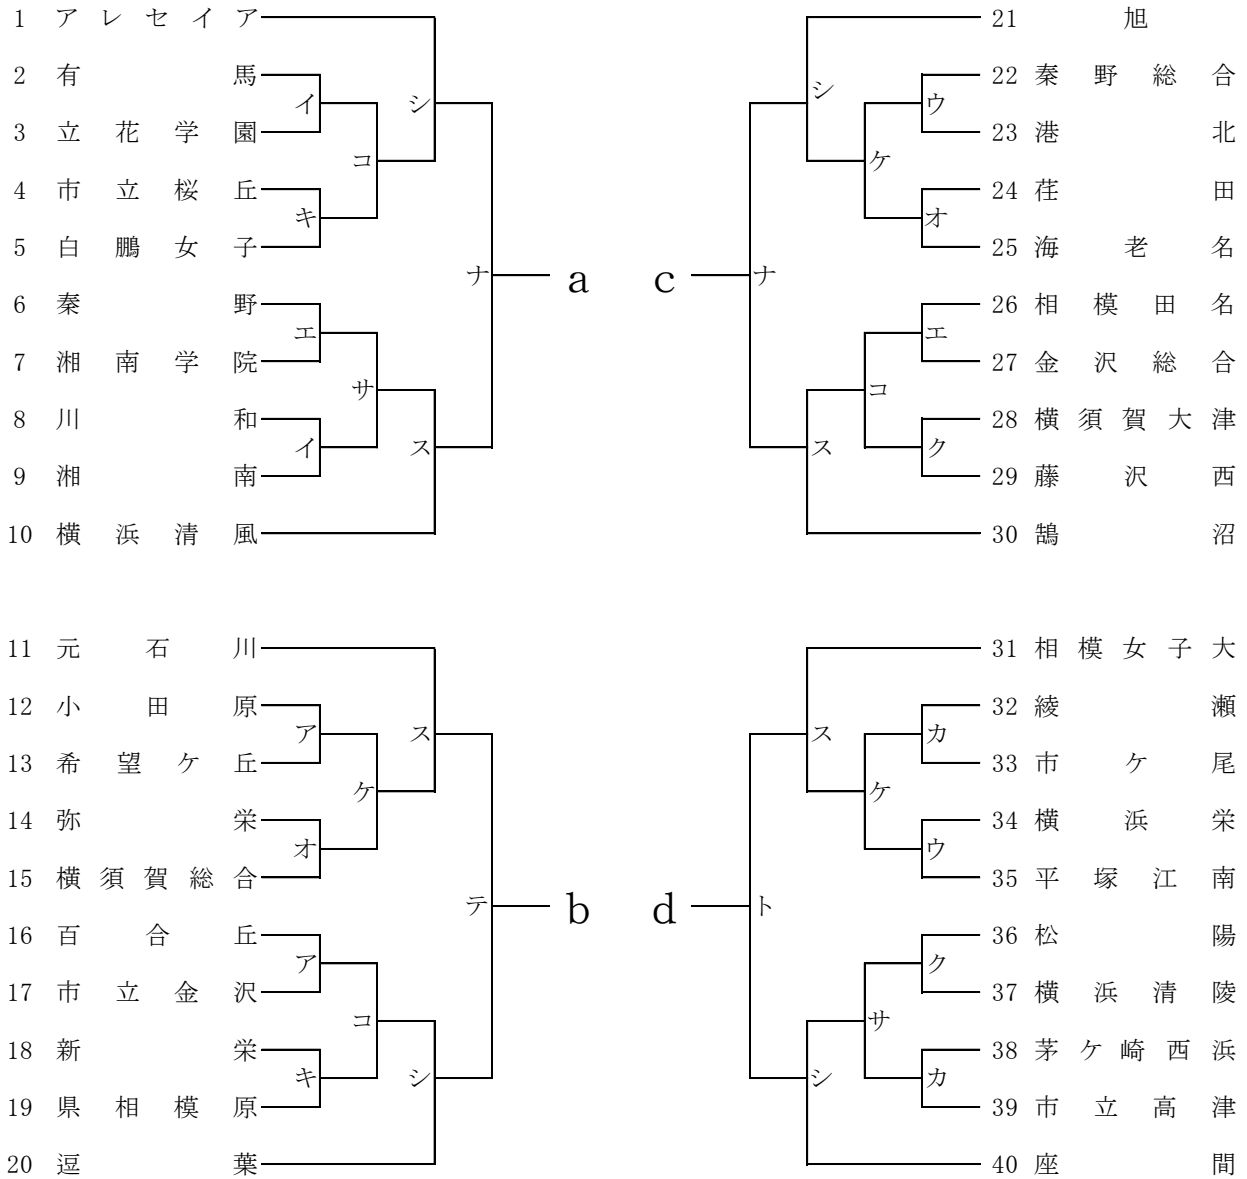 1 アレセイア
2 有馬
イ
3 立花学園
シ
コ
4 市立桜丘
キ
5 白鵬女子
ナ
a
6 秦野
エ
7 湘南学院
サ
8 川和
イ
9 湘南
ス
10 横浜清風
11 元石川
12 小田原
ア
13 希望ケ丘
ス
ケ
14 弥栄
オ
15 横須賀総合
テ
b
16 百合丘
ア
17 市立金沢
コ
18 新栄
キ
19 県相模原
シ
20 逗葉
21 旭
22 秦野総合
ウ
23 港北
シ
ケ
24 荏田
オ
25 海老名
c
ナ
26 相模田名
エ
27 金沢総合
コ
28 横須賀大津
ク
29 藤沢西
ス
30 鵠沼
31 相模女子大
32 綾瀬
カ
33 市ケ尾
ス
ケ
34 横浜栄
ウ
35 平塚江南
d
ト
36 松陽
ク
37 横浜清陵
サ
38 茅ケ崎西浜
カ
39 市立高津
シ
40 座間